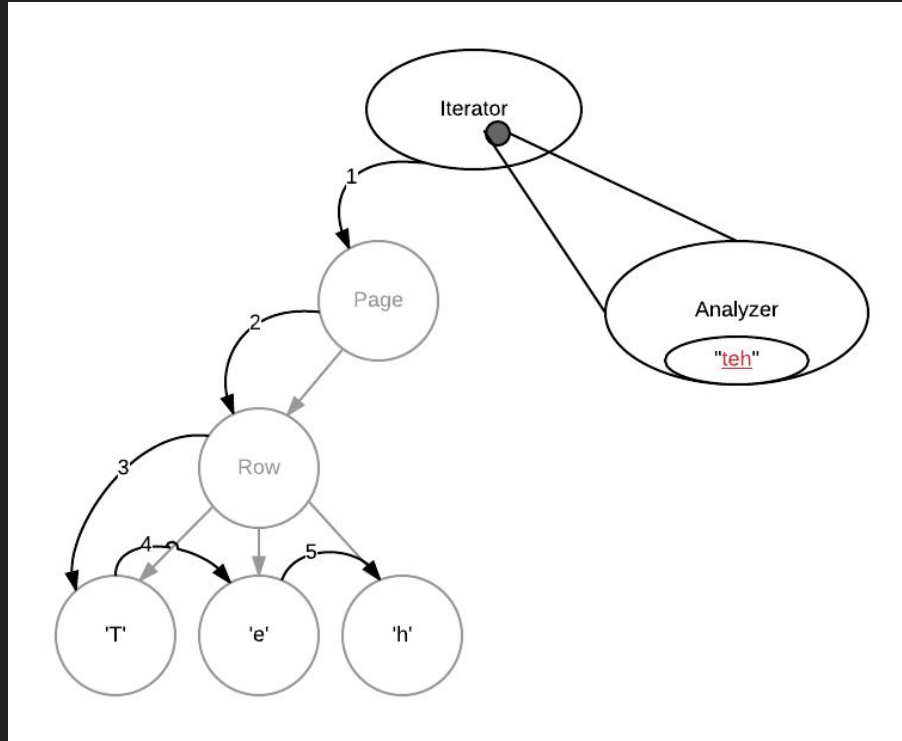 Iterator
1
Page
2
Analyzer
"teh"
Row
3
4
5
'T'
'e'
'h'